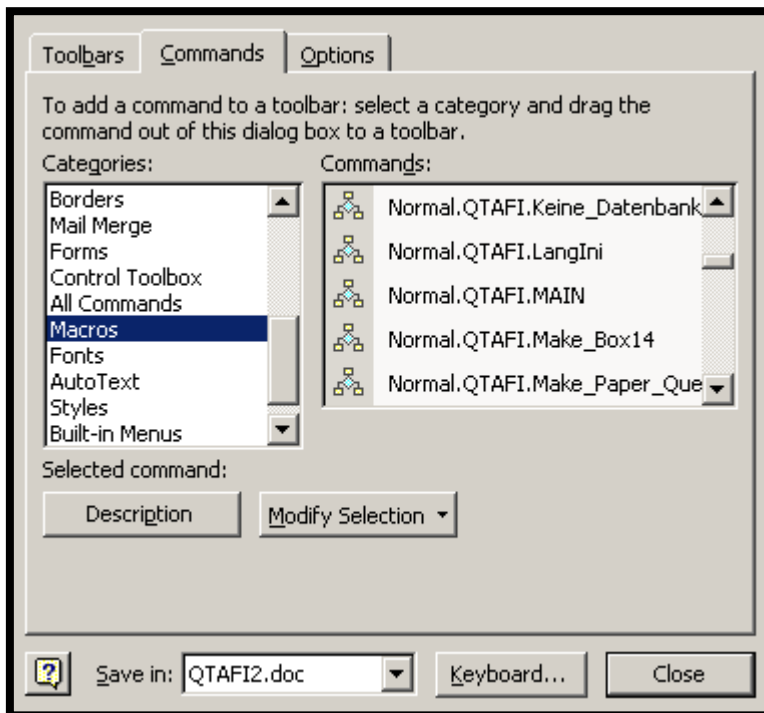 Toolbars Commands Options
To add a command to a toolbar: select a category and drag the
command out of this dialog box to a toolbar.
Categories:
Borders
Mail Merge
Forms
Control Toolbox
All Commands
Macros
Fonts
AutoText
Styles
Built-in Menus
Commands:
Normal.QTAFI.Keine_Datenbank
Normal.QTAFI.LangIni
Normal.QTAFI.MAIN
Normal.QTAFI.Make_Box14
Normal.QTAFI.Make_Paper_Que
Selected command:
Description Modify Selection
? Save in: QTAFI2.doc Keyboard... Close